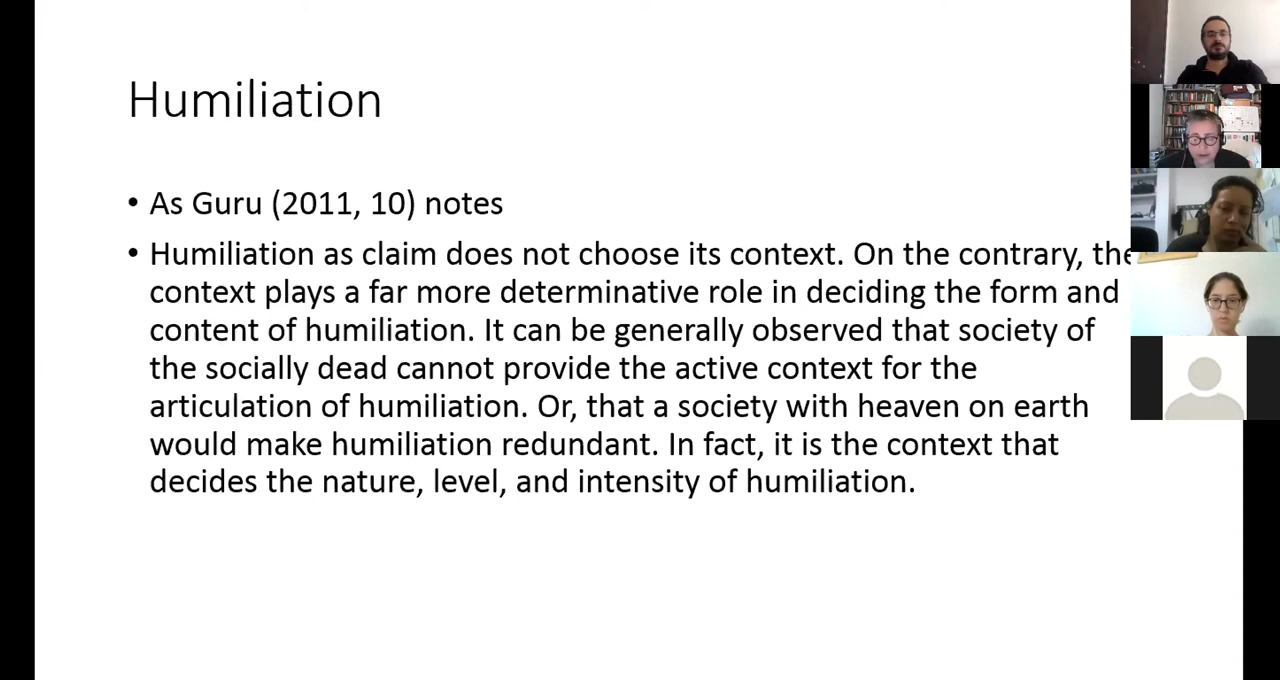 Humiliation
• As Guru (2011, 10) notes
• Humiliation as claim does not choose its context. On the contrary, the
context plays a far more determinative role in deciding the form and
content of humiliation. It can be generally observed that society of
the socially dead cannot provide the active context for the
articulation of humiliation. Or, that a society with heaven on earth
would make humiliation redundant. In fact, it is the context that
decides the nature, level, and intensity of humiliation.